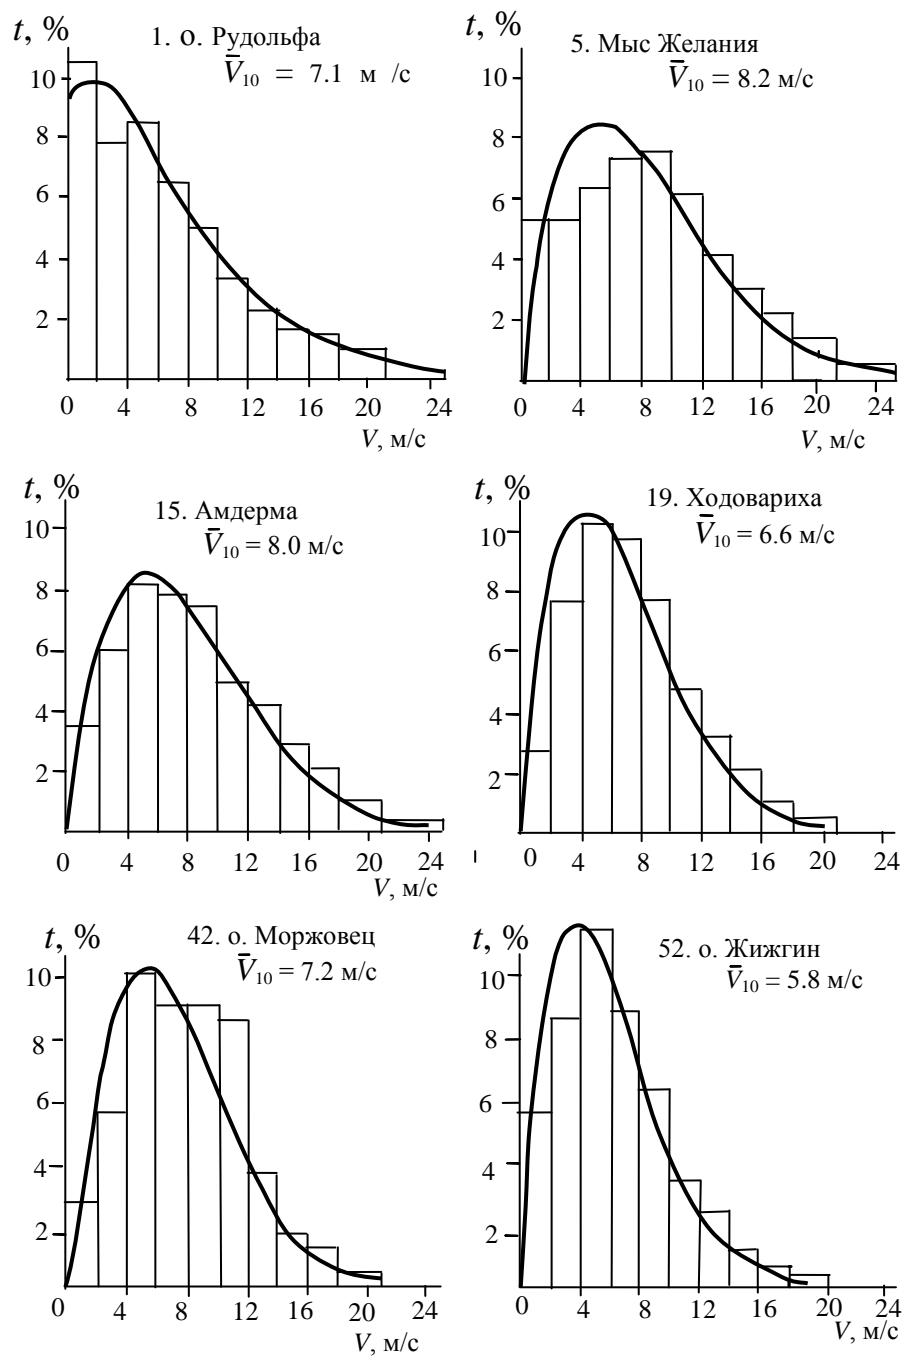 t, %
1. о. Рудольфа
V̄10 = 7.1 м /с
10
8
6
4
2
0 4 8 12 16 20 24
V, м/с
t, %
5. Мыс Желания
V̄10 = 8.2 м/с
10
8
6
4
2
0 4 8 12 20 24
V, м/с
t, %
15. Амдерма
V̄10 = 8.0 м/с
10
8
6
4
2
0 4 8 12 16 20 24
V, м/с
t, %
19. Ходовариха
V̄10 = 6.6 м/с
10
8
6
4
2
0 4 8 12 16 20 24
t, %
42. о. Моржовец
V̄10 = 7.2 м/с
10
8
6
4
2
0 4 8 12 16 20 24
V, м/с
t, %
52. о. Жижгин
V̄10 = 5.8 м/с
10
8
6
4
2
0 4 8 12 16 20 24
V, м/с